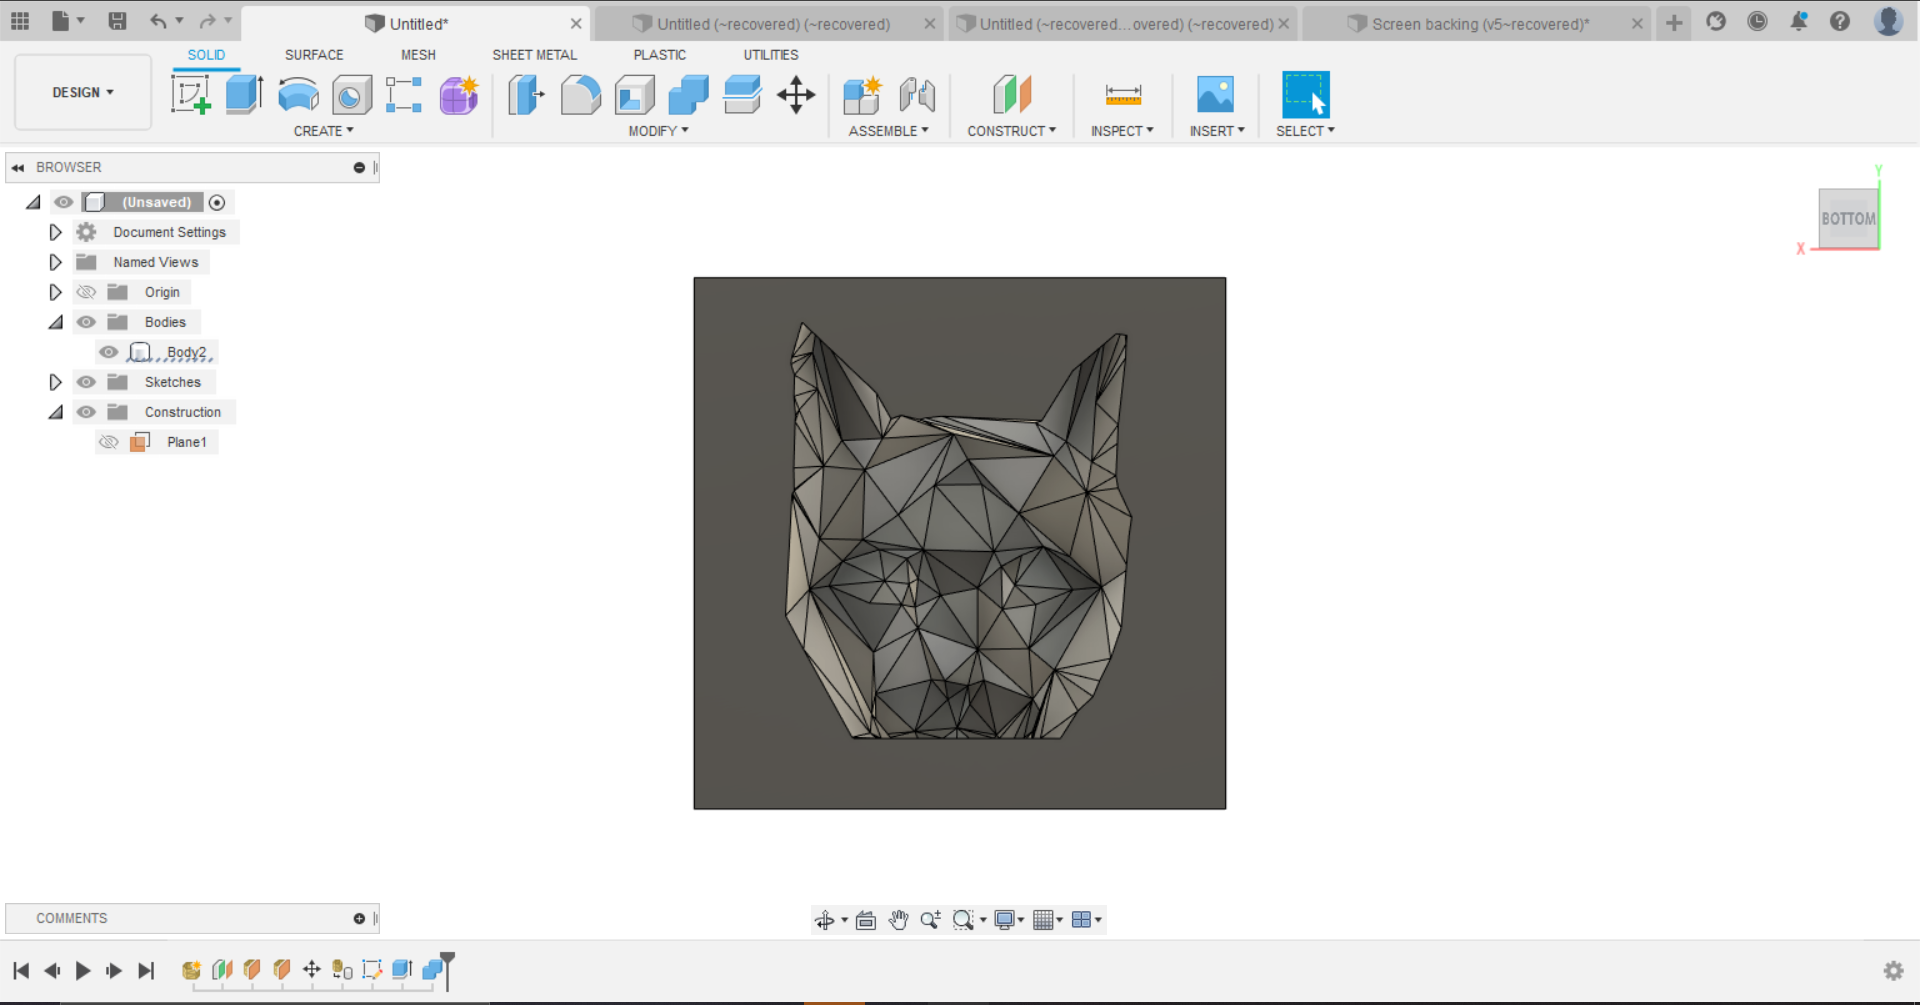 Untitled*
Untitled (~recovered) (~recovered)
Untitled (~recovered...overed) (~recovered)
Screen backing (v5~recovered)*
SOLID
SURFACE
MESH
SHEET METAL
PLASTIC
UTILITIES
DESIGN
CREATE
MODIFY
ASSEMBLE
CONSTRUCT
INSPECT
INSERT
SELECT
BROWSER
(Unsaved)
Document Settings
Named Views
Origin
Bodies
Body2
Sketches
Construction
Plane1
Y
BOTTOM
X
COMMENTS